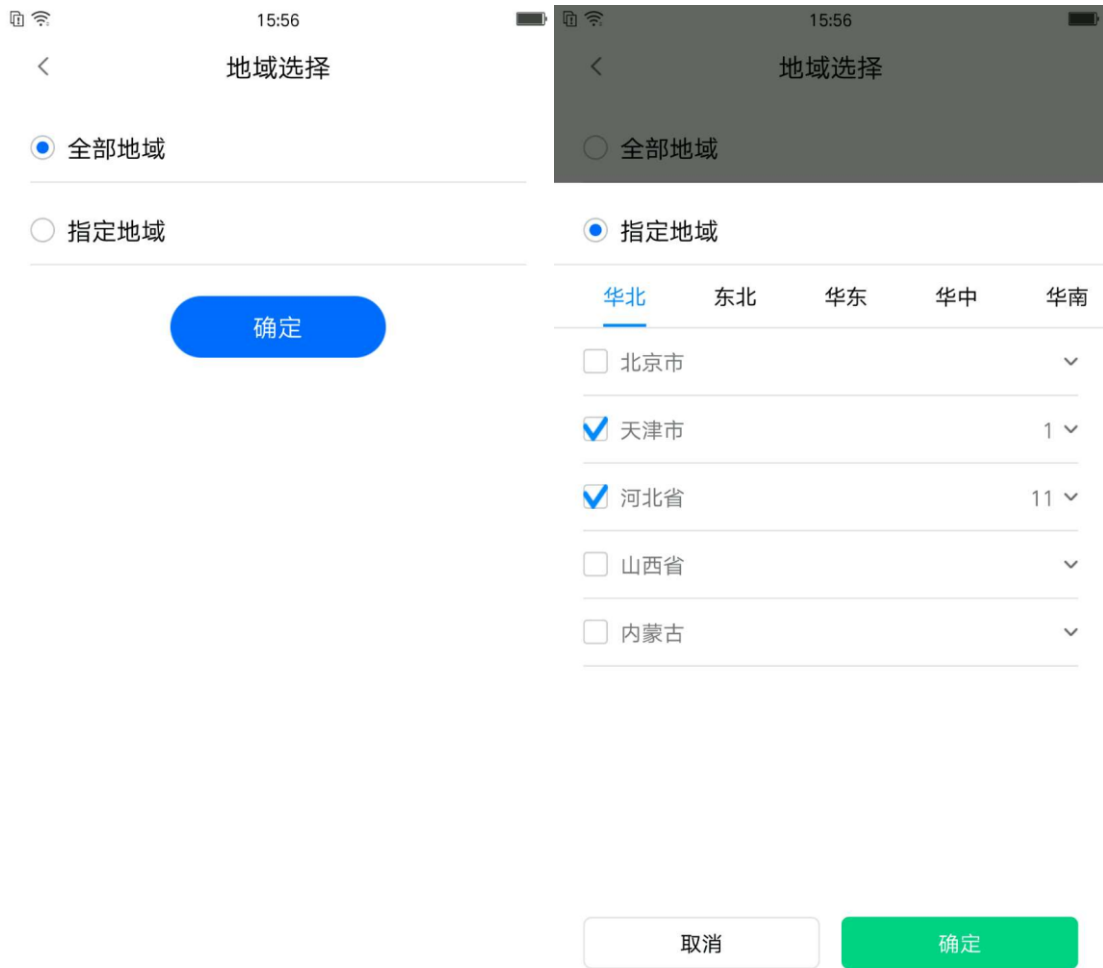 15:56
地域选择
全部地域
指定地域
确定
15:56
地域选择
全部地域
指定地域
华北 东北 华东 华中 华南
北京市
天津市 1
河北省 11
山西省
内蒙古
取消 确定